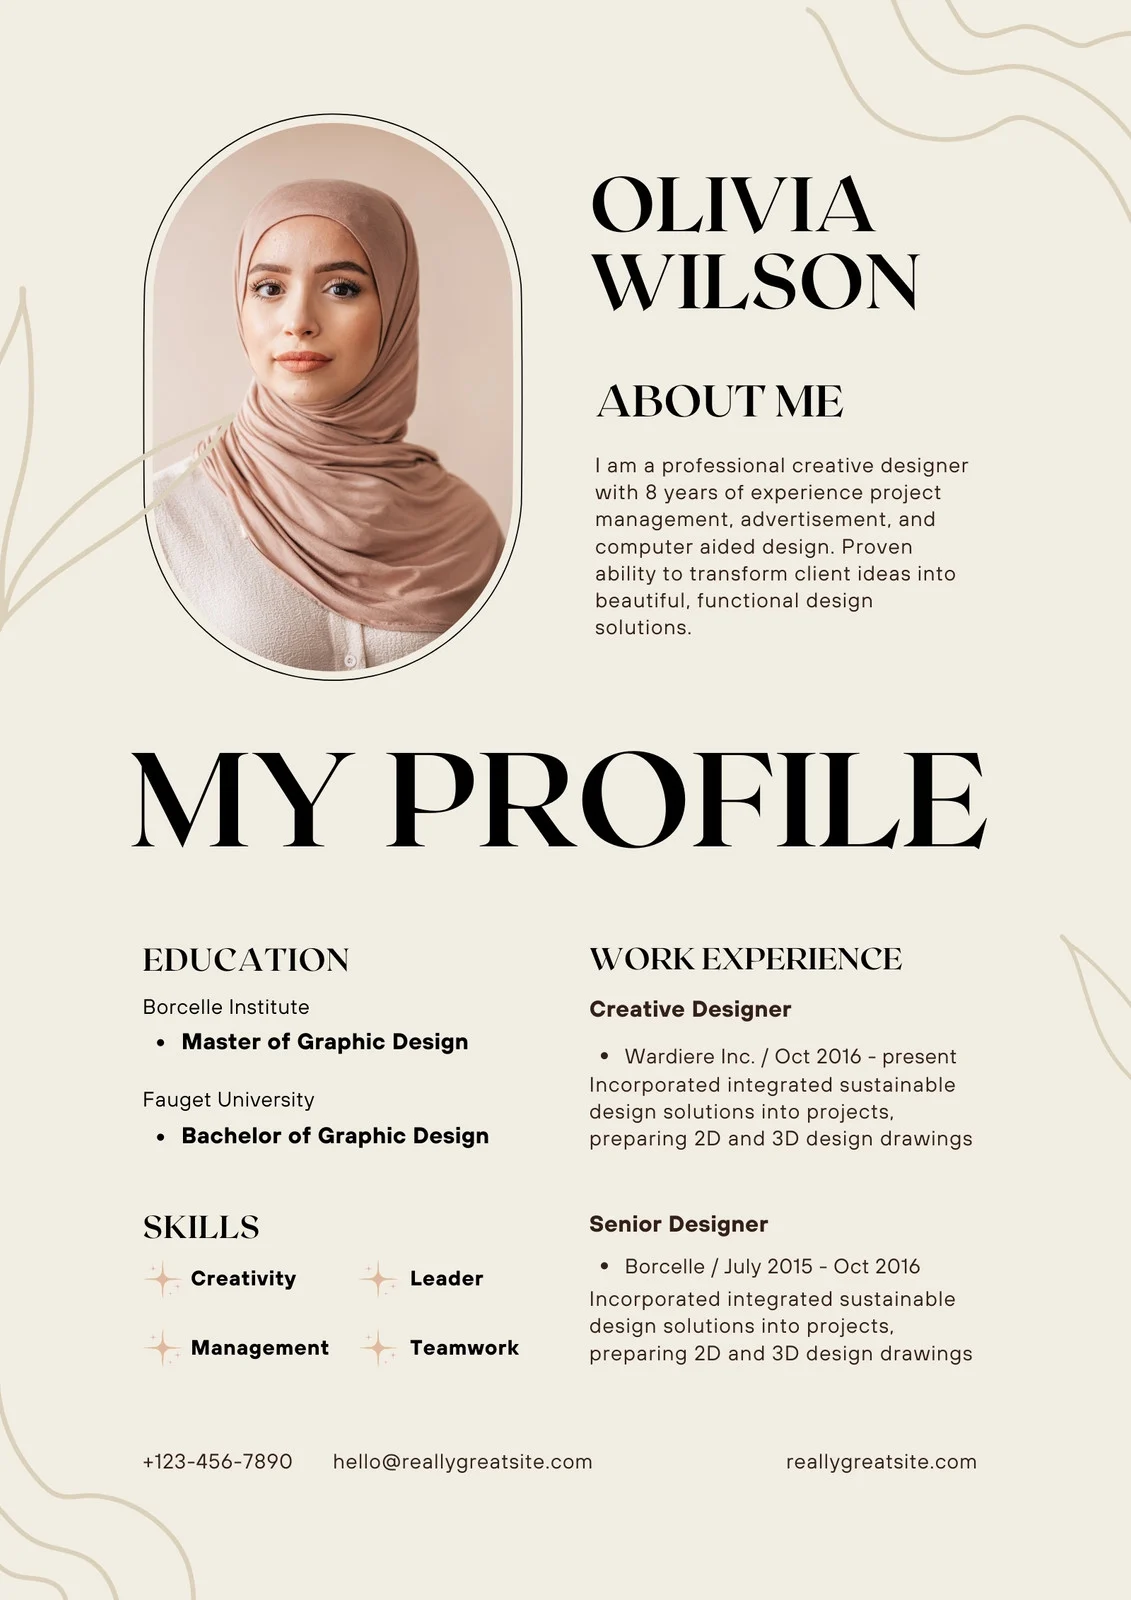 OLIVIA
WILSON
ABOUT ME
I am a professional creative designer
with 8 years of experience project
management, advertisement, and
computer aided design. Proven
ability to transform client ideas into
beautiful, functional design
solutions.
MY PROFILE
EDUCATION
Borcelle Institute
• Master of Graphic Design
Fauget University
• Bachelor of Graphic Design
SKILLS
Creativity
Leader
Management
Teamwork
WORK EXPERIENCE
Creative Designer
• Wardiere Inc. / Oct 2016 - present
Incorporated integrated sustainable
design solutions into projects,
preparing 2D and 3D design drawings
Senior Designer
• Borcelle / July 2015 - Oct 2016
Incorporated integrated sustainable
design solutions into projects,
preparing 2D and 3D design drawings
+123-456-7890
hello@reallygreatsite.com
reallygreatsite.com